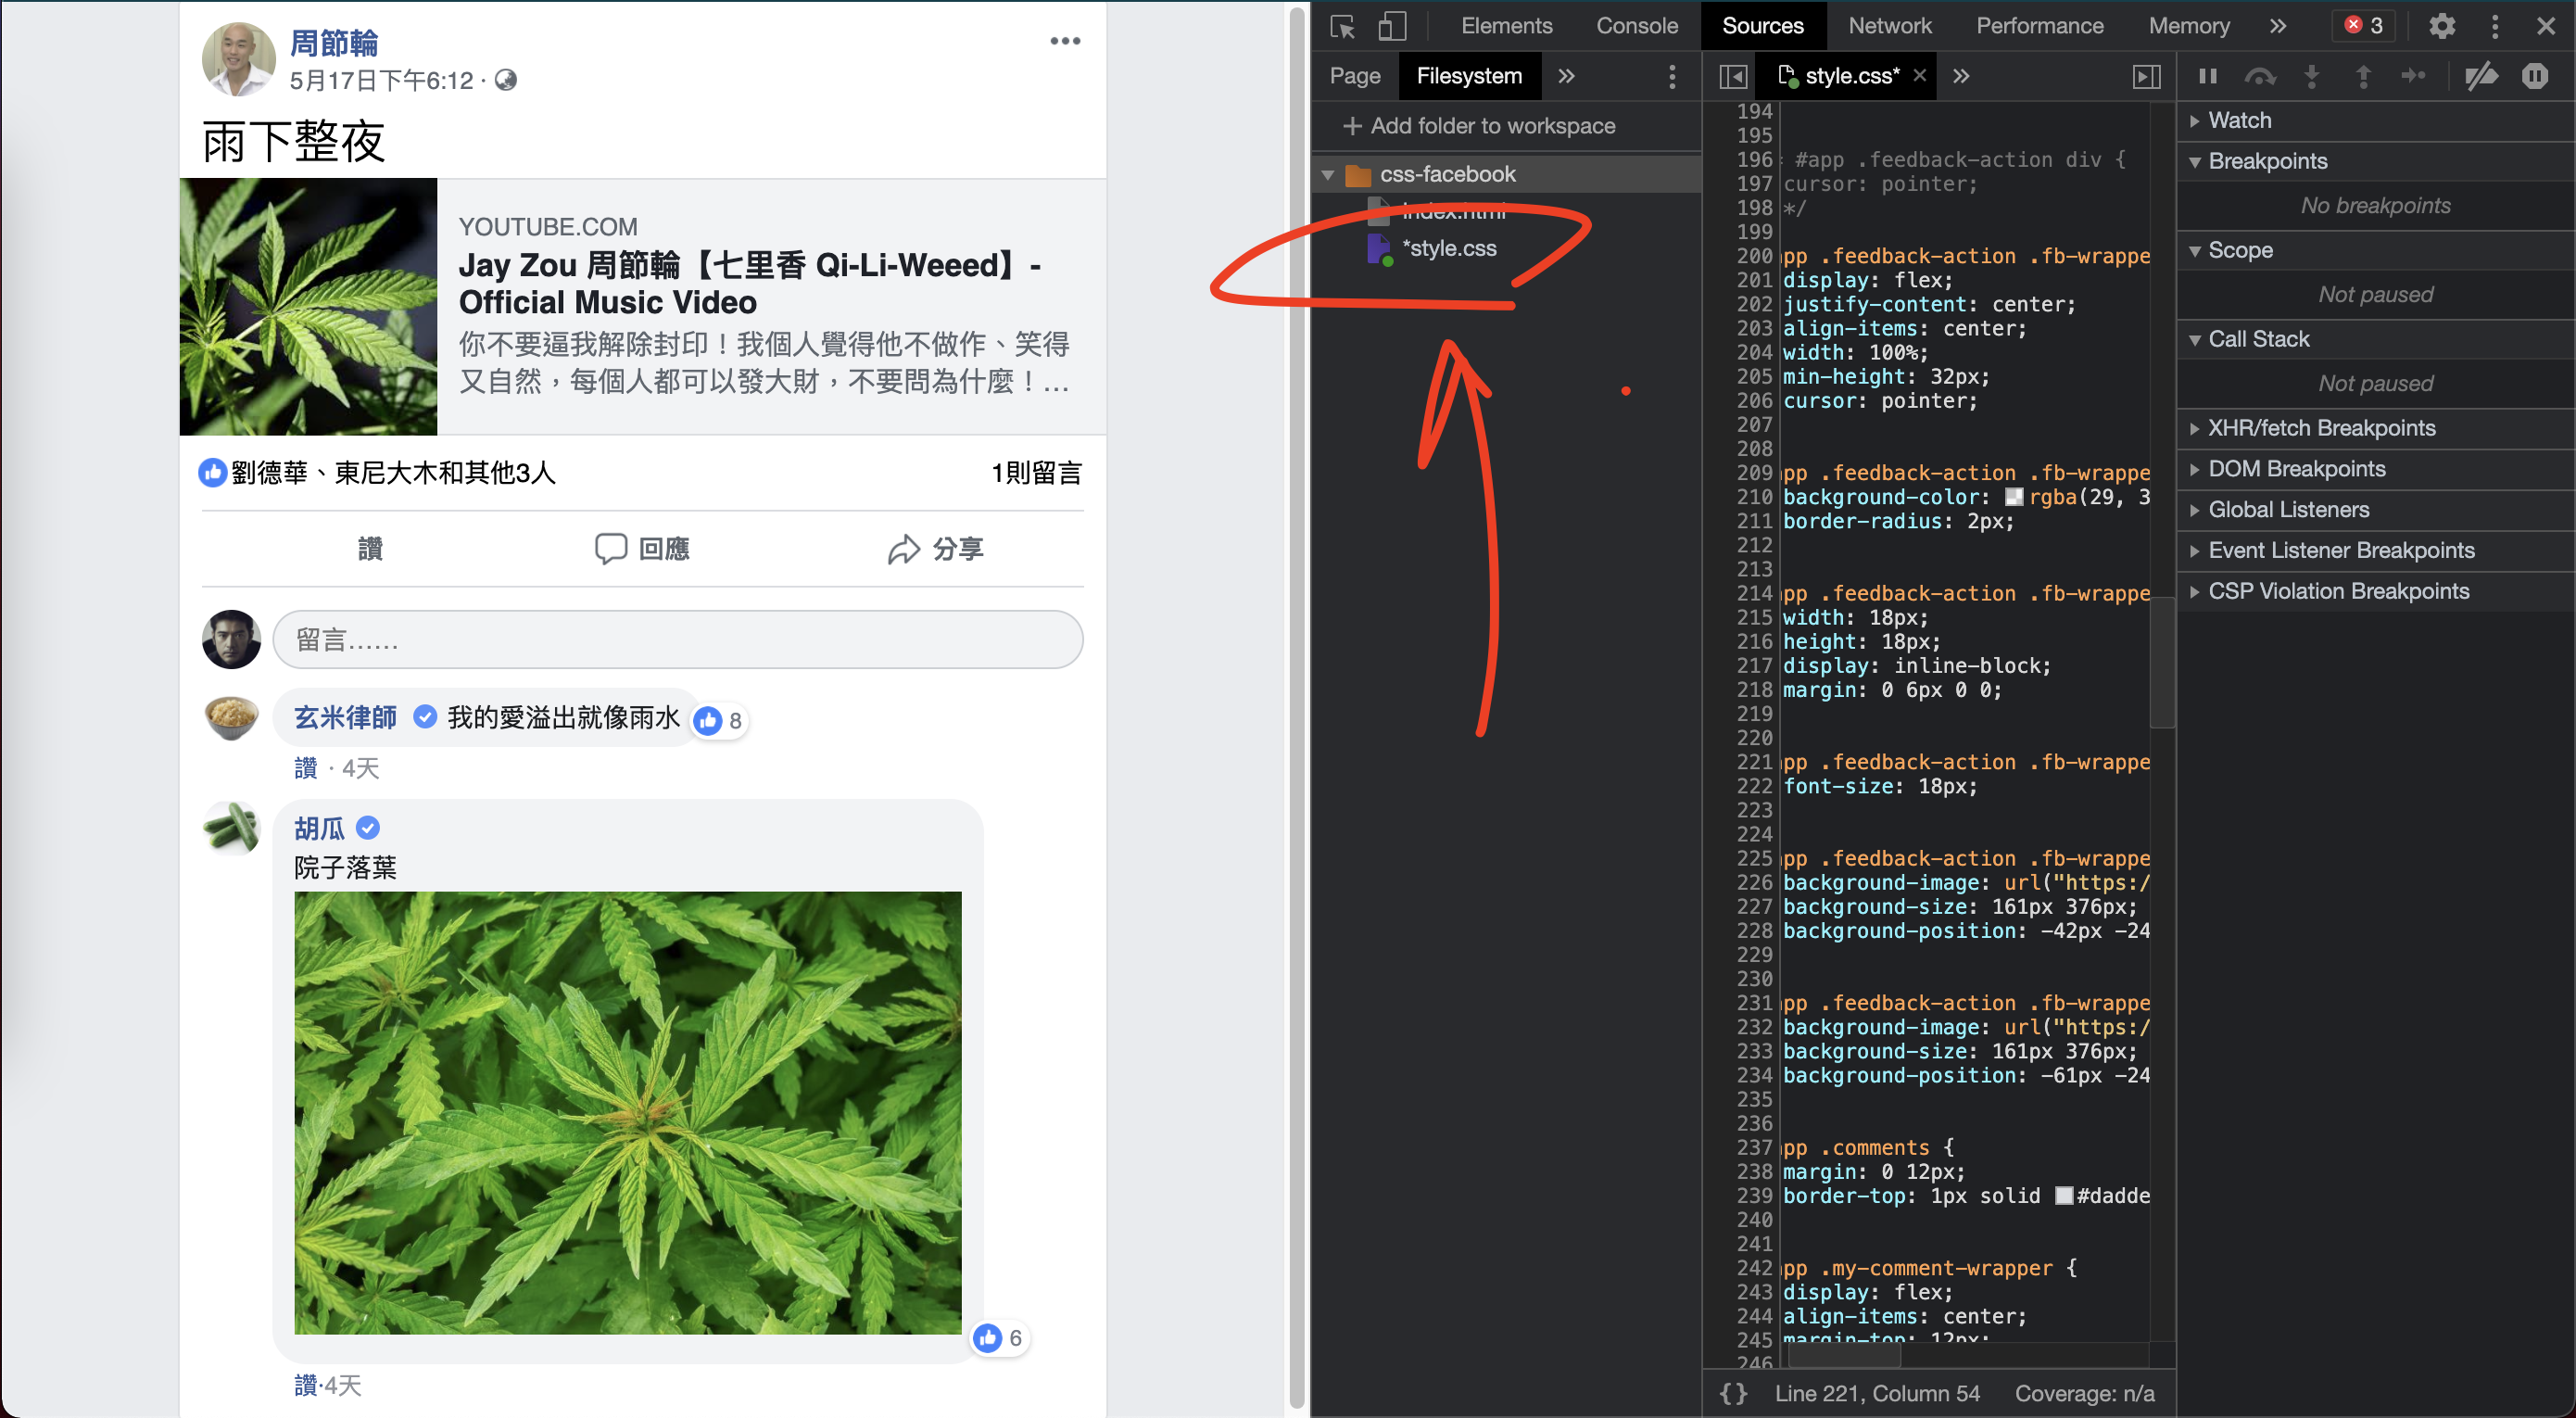 周節輪
5月17日下午6:12 ·
雨下整夜
YOUTUBE.COM
Jay Zou 周節輪【七里香 Qi-Li-Weeed】-
Official Music Video
你不要逼我解除封印！我個人覺得他不做作、笑得
又自然，每個人都可以發大財，不要問為什麼！…
劉德華、東尼大木和其他3人
1則留言
讚
回應
分享
留言……
玄米律師 我的愛溢出就像雨水
8
讚 · 4天
胡瓜
院子落葉
6
讚·4天
Elements
Console
Sources
Network
Performance
Memory
3
Page
Filesystem
Add folder to workspace
css-facebook
index.html
*style.css
style.css*
194
195
196 #app .feedback-action div {
197 cursor: pointer;
198 */
199
200 pp .feedback-action .fb-wrappe
201 display: flex;
202 justify-content: center;
203 align-items: center;
204 width: 100%;
205 min-height: 32px;
206 cursor: pointer;
207
208
209 pp .feedback-action .fb-wrappe
210 background-color: rgba(29, 3
211 border-radius: 2px;
212
213
214 pp .feedback-action .fb-wrappe
215 width: 18px;
216 height: 18px;
217 display: inline-block;
218 margin: 0 6px 0 0;
219
220
221 pp .feedback-action .fb-wrappe
222 font-size: 18px;
223
224
225 pp .feedback-action .fb-wrappe
226 background-image: url("https:/
227 background-size: 161px 376px;
228 background-position: -42px -24
229
230
231 pp .feedback-action .fb-wrappe
232 background-image: url("https:/
233 background-size: 161px 376px;
234 background-position: -61px -24
235
236
237 pp .comments {
238 margin: 0 12px;
239 border-top: 1px solid #dadde
240
241
242 pp .my-comment-wrapper {
243 display: flex;
244 align-items: center;
245 margin-top: 12px;
246
{} Line 221, Column 54
Coverage: n/a
Watch
Breakpoints
No breakpoints
Scope
Not paused
Call Stack
Not paused
XHR/fetch Breakpoints
DOM Breakpoints
Global Listeners
Event Listener Breakpoints
CSP Violation Breakpoints